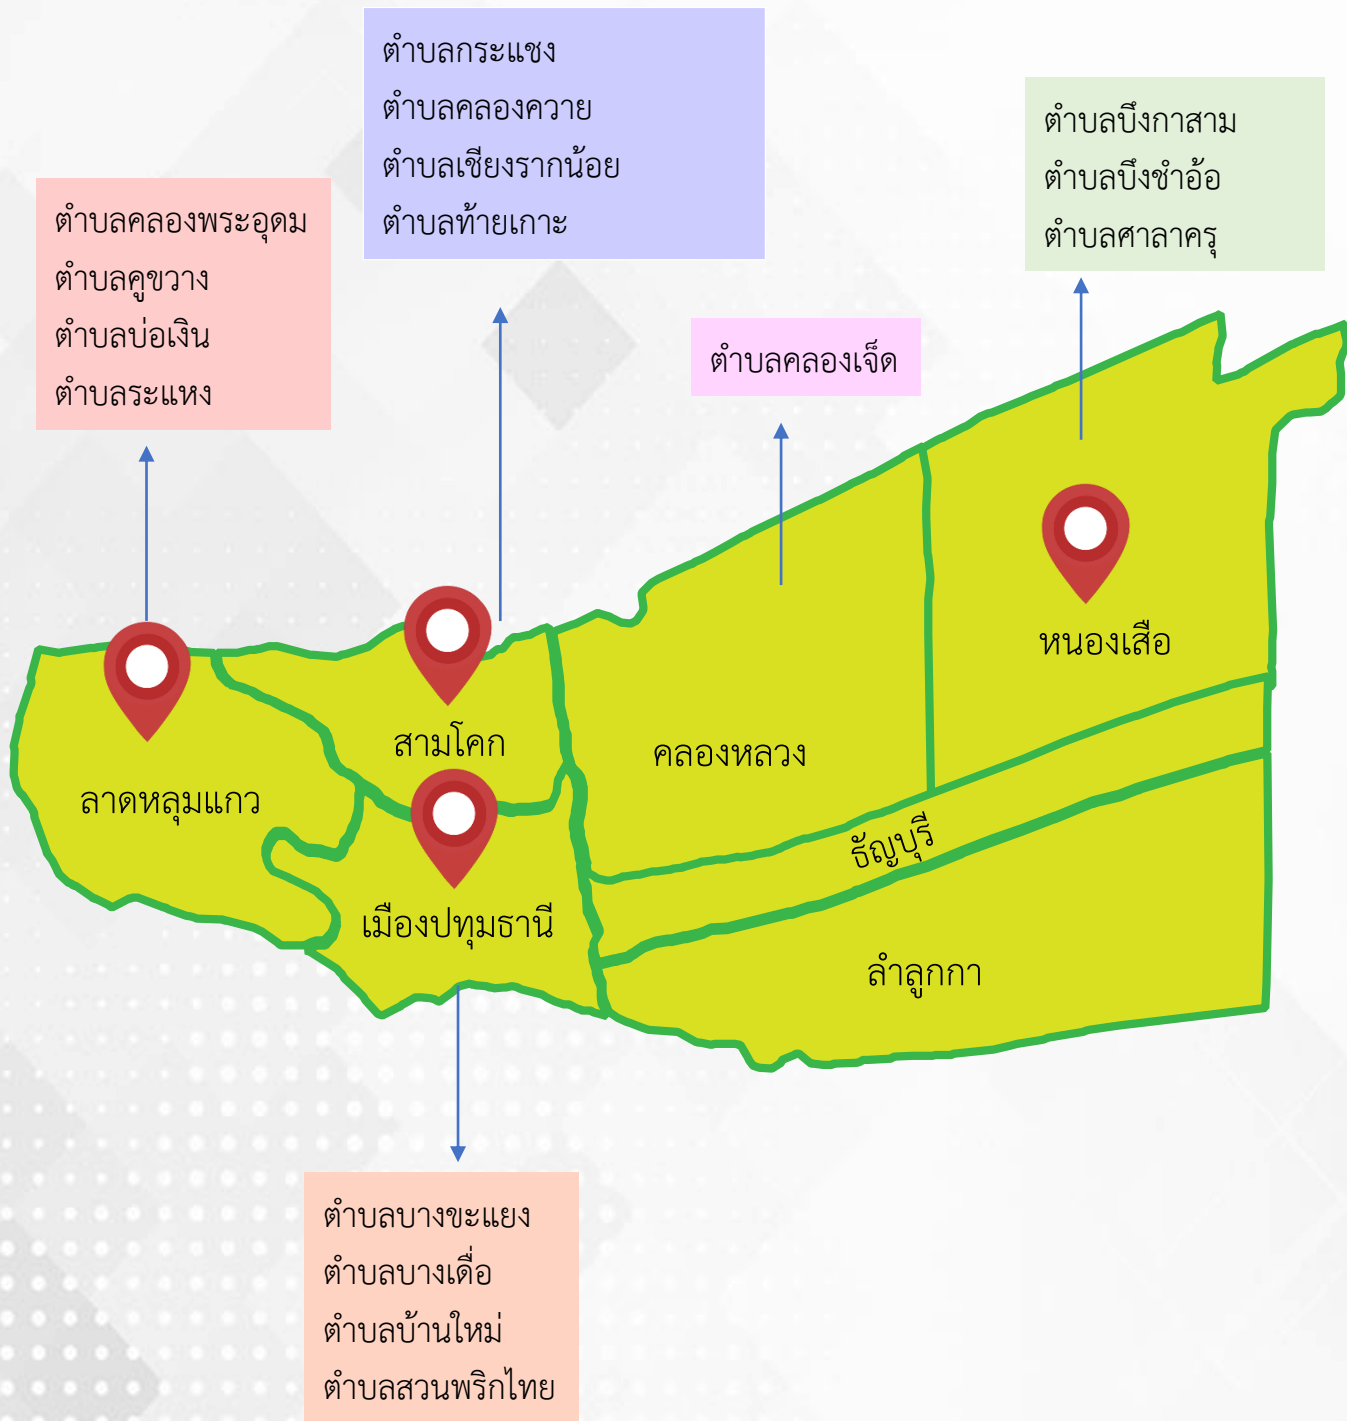 ตำบลกระแชง
ตำบลคลองควาย
ตำบลเชียงรากน้อย
ตำบลท้ายเกาะ
ตำบลบึงกาสาม
ตำบลบึงชำอ้อ
ตำบลศาลาครุ
ตำบลคลองพระอุดม
ตำบลคูขวาง
ตำบลบ่อเงิน
ตำบลระแหง
ตำบลคลองเจ็ด
หนองเสือ
สามโคก
คลองหลวง
ลาดหลุมแกว
ธัญบุรี
เมืองปทุมธานี
ลำลูกกา
ตำบลบางขะแยง
ตำบลบางเดื่อ
ตำบลบ้านใหม่
ตำบลสวนพริกไทย